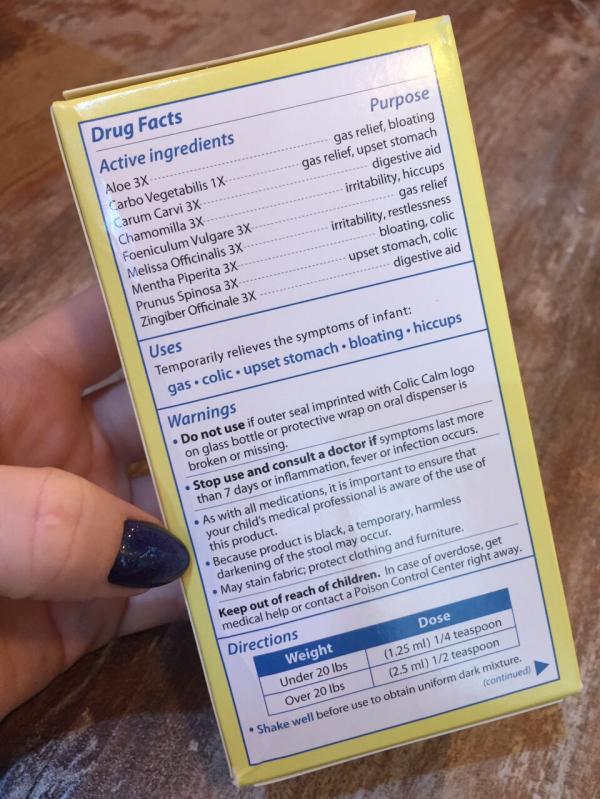 Drug Facts
Active ingredients Purpose
Aloe 3X gas relief, bloating
Carbo Vegetabilis 1X gas relief, upset stomach
Carum Carvi 3X digestive aid
Chamomilla 3X irritability, hiccups
Foeniculum Vulgare 3X gas relief
Melissa Officinalis 3X irritability, restlessness
Mentha Piperita 3X bloating, colic
Prunus Spinosa 3X upset stomach, colic
Zingiber Officinale 3X digestive aid
Uses
Temporarily relieves the symptoms of infant:
gas • colic • upset stomach • bloating • hiccups
Warnings
• Do not use if outer seal imprinted with Colic Calm logo
on glass bottle or protective wrap on oral dispenser is
broken or missing.
• Stop use and consult a doctor if symptoms last more
than 7 days or inflammation, fever or infection occurs.
• As with all medications, it is important to ensure that
your child's medical professional is aware of the use of
this product.
• Because product is black, a temporary, harmless
darkening of the stool may occur.
• May stain fabric; protect clothing and furniture.
Keep out of reach of children. In case of overdose, get
medical help or contact a Poison Control Center right away.
Directions
Weight Dose
Under 20 lbs (1.25 ml) 1/4 teaspoon
Over 20 lbs (2.5 ml) 1/2 teaspoon
• Shake well before use to obtain uniform dark mixture.
(continued)